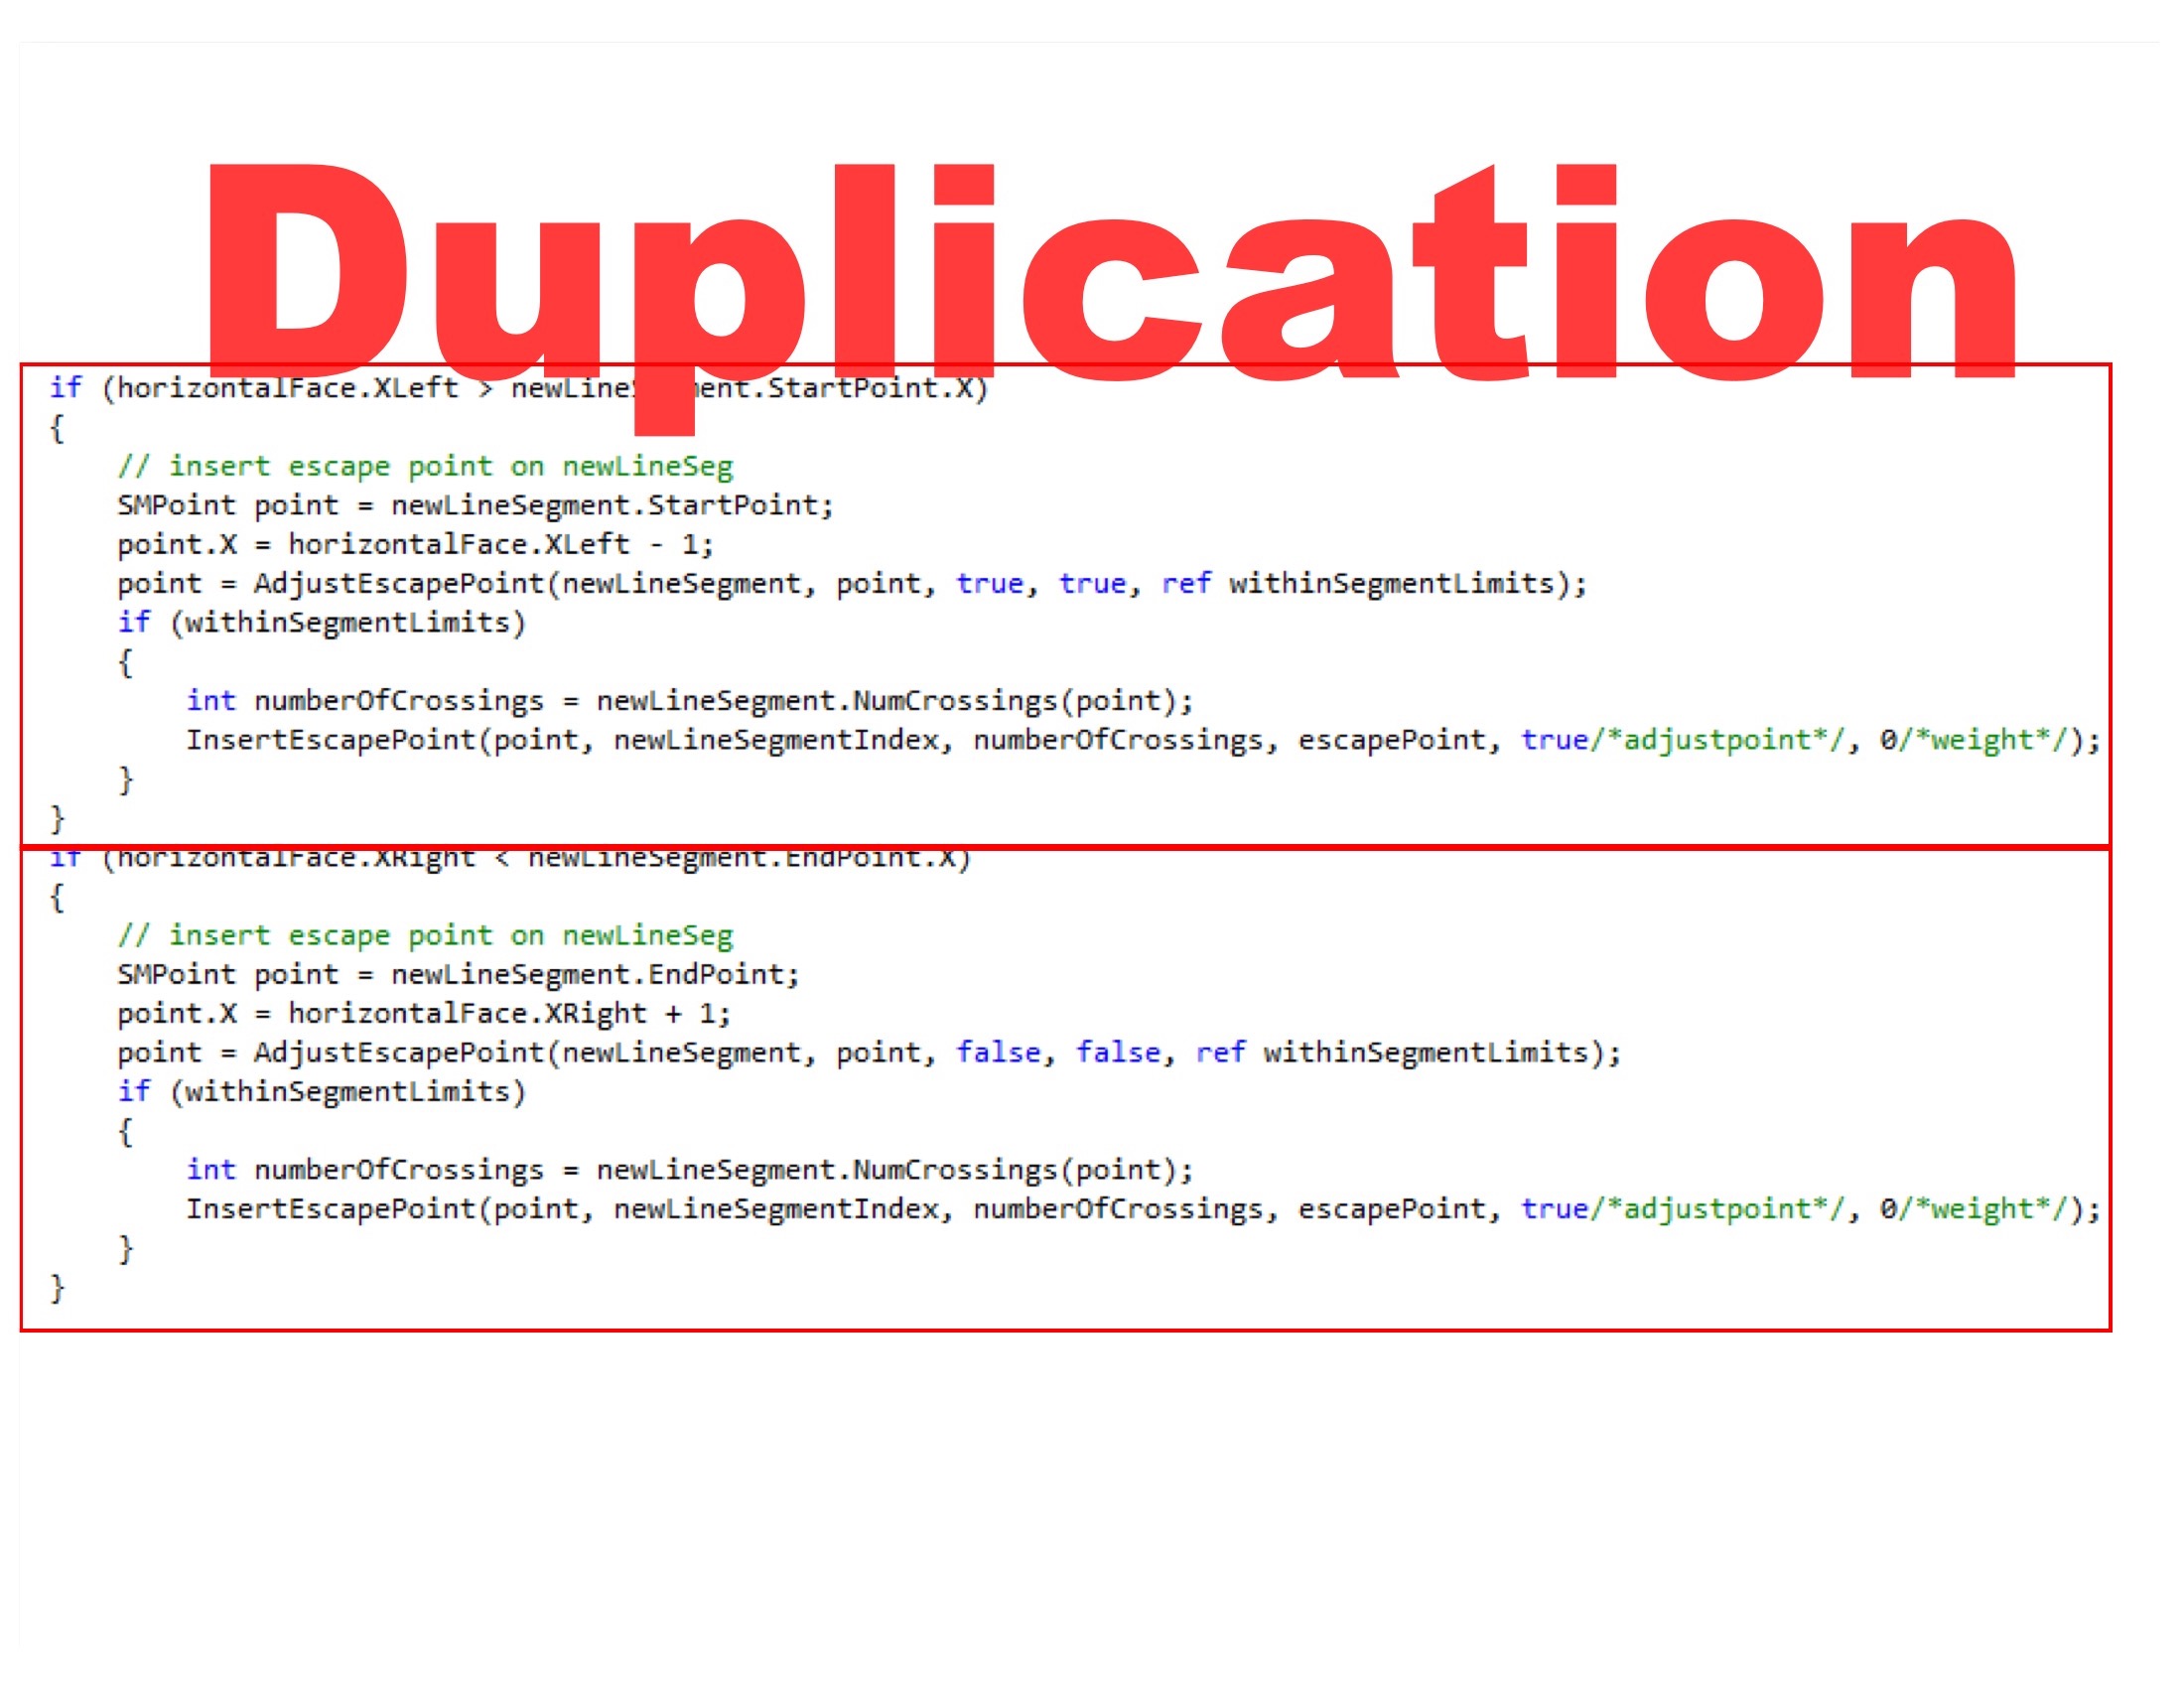 Duplication
if (horizontalFace.XLeft > newLineSegment.StartPoint.X)
{
// insert escape point on newLineSeg
SMPoint point = newLineSegment.StartPoint;
point.X = horizontalFace.XLeft - 1;
point = AdjustEscapePoint(newLineSegment, point, true, true, ref withinSegmentLimits);
if (withinSegmentLimits)
{
int numberOfCrossings = newLineSegment.NumCrossings(point);
InsertEscapePoint(point, newLineSegmentIndex, numberOfCrossings, escapePoint, true/*adjustpoint*/, 0/*weight*/);
}
}
if (horizontalFace.XRight < newLineSegment.EndPoint.X)
{
// insert escape point on newLineSeg
SMPoint point = newLineSegment.EndPoint;
point.X = horizontalFace.XRight + 1;
point = AdjustEscapePoint(newLineSegment, point, false, false, ref withinSegmentLimits);
if (withinSegmentLimits)
{
int numberOfCrossings = newLineSegment.NumCrossings(point);
InsertEscapePoint(point, newLineSegmentIndex, numberOfCrossings, escapePoint, true/*adjustpoint*/, 0/*weight*/);
}
}